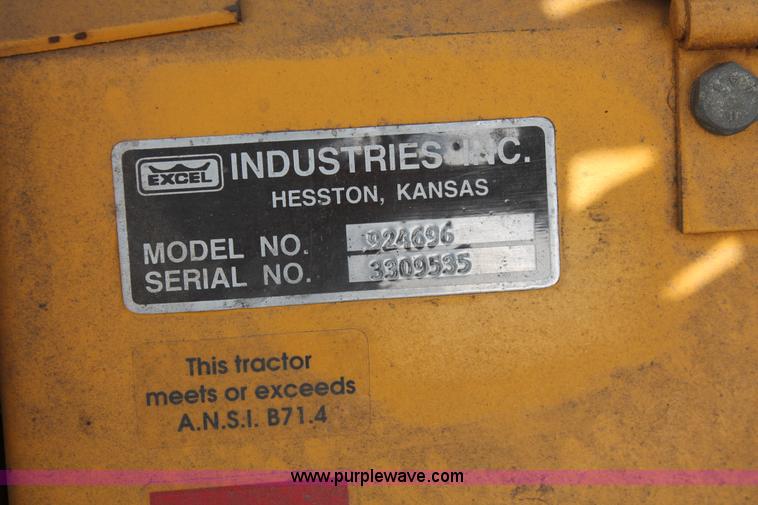 EXCEL INDUSTRIES INC.
HESSTON, KANSAS
MODEL NO. 924696
SERIAL NO. 3309535
This tractor
meets or exceeds
A.N.S.I. B71.4
www.purplewave.com